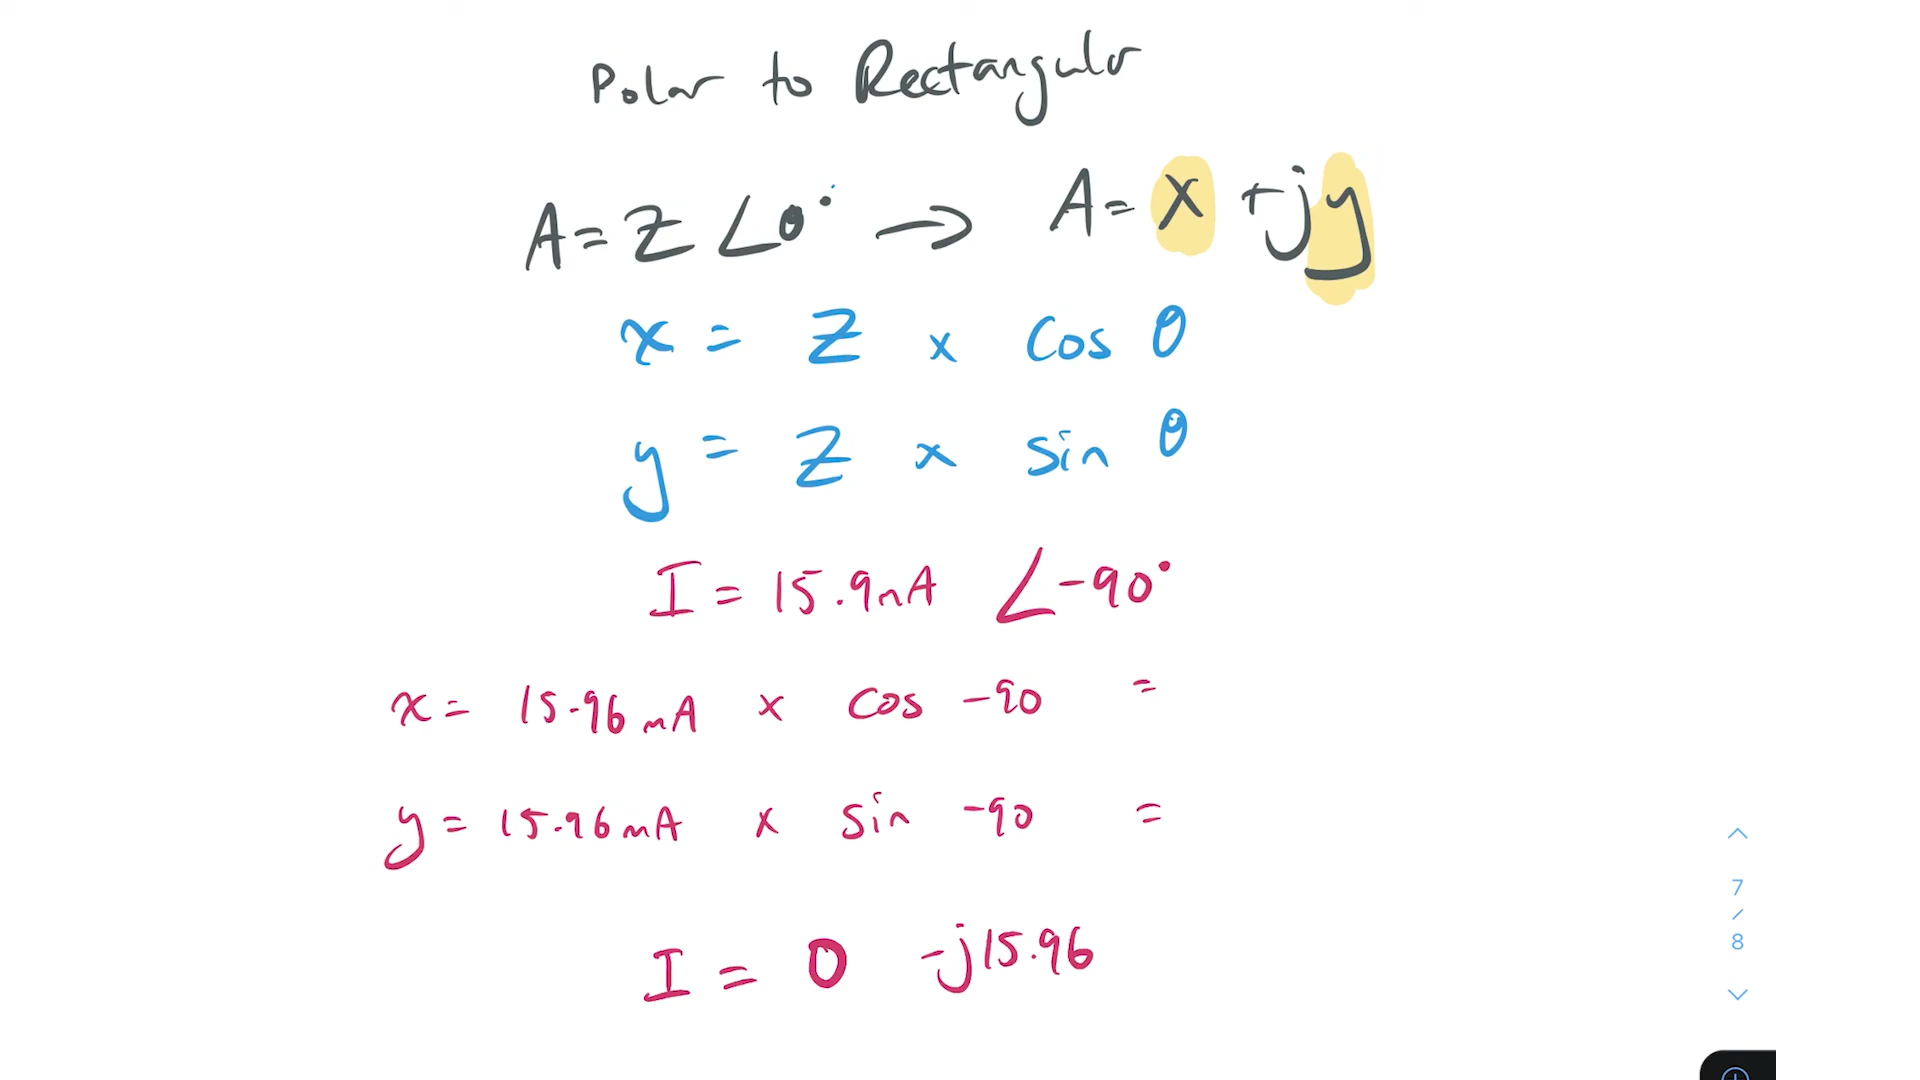 Polar to Rectangular
A = Z ∠θ° → A = x + jy
x = Z x cos θ
y = Z x sin θ
I = 15.9mA ∠-90°
x = 15.96 mA x cos -90 =
y = 15.96 mA x sin -90 =
I = 0 -j15.96
7
/
8